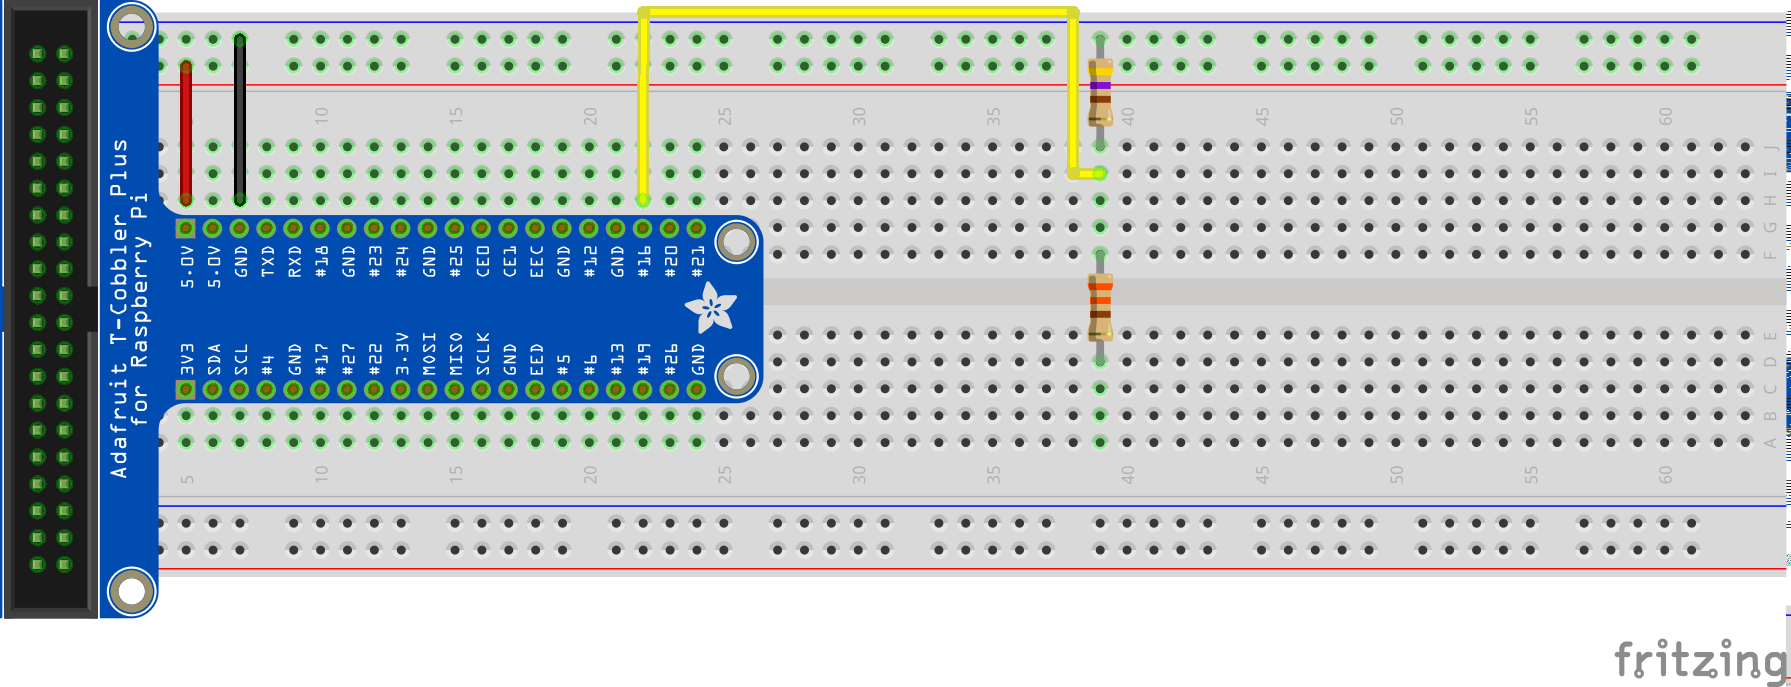 10 15 20 25 30 35 40 45 50 55 60
J
I
H
G
F
Adafruit T-Cobbler Plus
for Raspberry Pi
5.0V 5.0V GND TXD RXD #18 GND #23 #24 GND #25 CE0 CE1 EEC GND #12 GND #16 #20 #21
3V3 SDA SCL #4 GND #17 #27 #22 3.3V MOSI MISO SCLK GND EED #5 #6 #13 #19 #26 GND
E
D
C
B
A
5 10 15 20 25 30 35 40 45 50 55 60
fritzing